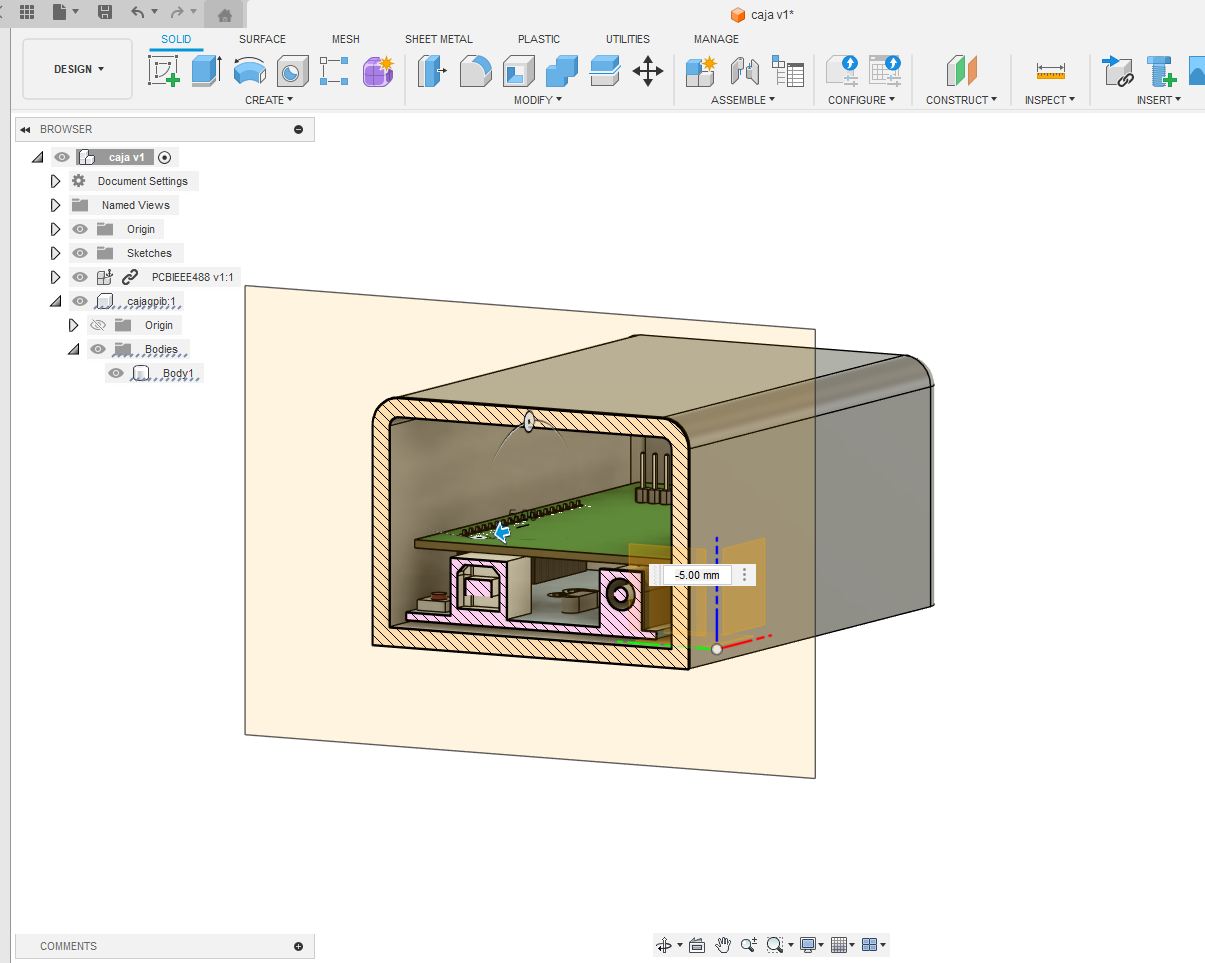 caja v1*
SOLID SURFACE MESH SHEET METAL PLASTIC UTILITIES MANAGE
DESIGN
CREATE MODIFY ASSEMBLE CONFIGURE CONSTRUCT INSPECT INSERT
BROWSER
caja v1
Document Settings
Named Views
Origin
Sketches
PCBIEEE488 v1:1
cajagpib:1
Origin
Bodies
Body1
-5.00 mm
COMMENTS